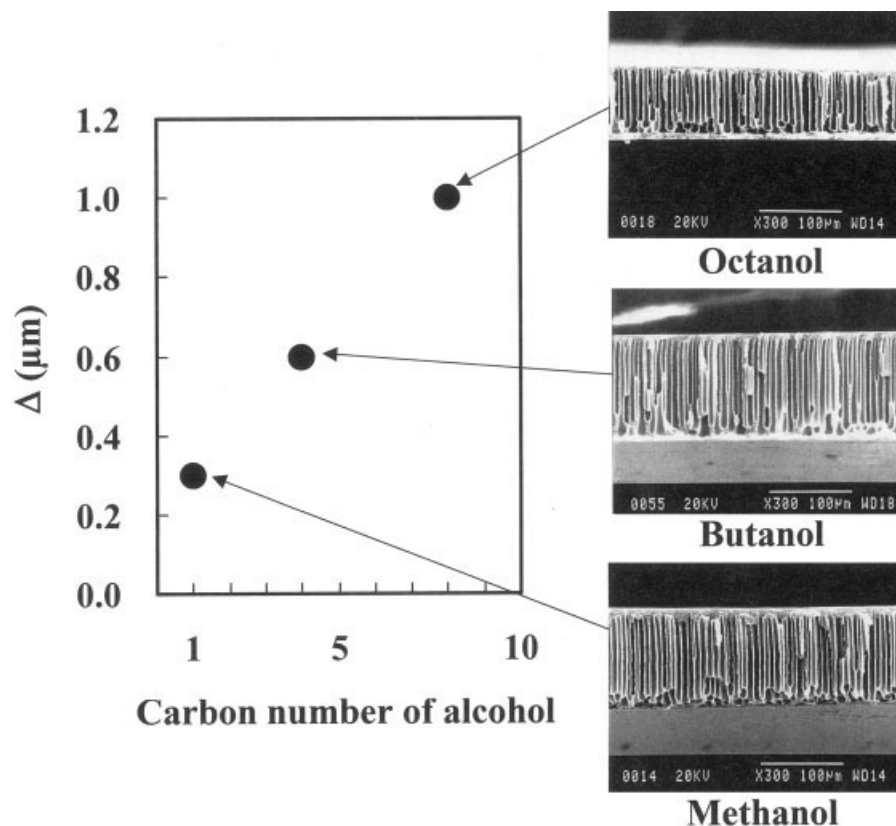 1.2
1.0
0.8
0.6
0.4
0.2
0.0
Δ (μm)
1 5 10
Carbon number of alcohol
0018 20KV X300 100μm WD14
Octanol
0055 20KV X300 100μm WD18
Butanol
0014 20KV X300 100μm WD14
Methanol